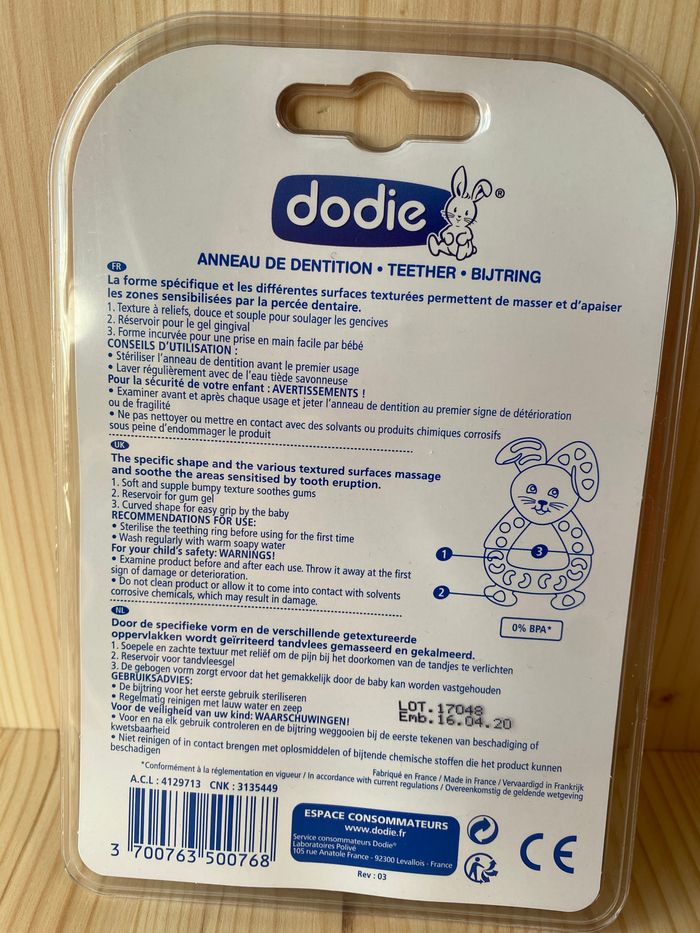 dodie®
ANNEAU DE DENTITION • TEETHER • BIJTRING
FR
La forme spécifique et les différentes surfaces texturées permettent de masser et d'apaiser
les zones sensibilisées par la percée dentaire.
1. Texture à reliefs, douce et souple pour soulager les gencives
2. Réservoir pour le gel gingival
3. Forme incurvée pour une prise en main facile par bébé
CONSEILS D'UTILISATION :
• Stériliser l'anneau de dentition avant le premier usage
• Laver régulièrement avec de l'eau tiède savonneuse
Pour la sécurité de votre enfant : AVERTISSEMENTS !
• Examiner avant et après chaque usage et jeter l'anneau de dentition au premier signe de détérioration
ou de fragilité
• Ne pas nettoyer ou mettre en contact avec des solvants ou produits chimiques corrosifs
sous peine d'endommager le produit
UK
The specific shape and the various textured surfaces massage
and soothe the areas sensitised by tooth eruption.
1. Soft and supple bumpy texture soothes gums
2. Reservoir for gum gel
3. Curved shape for easy grip by the baby
RECOMMENDATIONS FOR USE:
• Sterilise the teething ring before using for the first time
• Wash regularly with warm soapy water
For your child's safety: WARNINGS!
• Examine product before and after each use. Throw it away at the first
sign of damage or deterioration.
• Do not clean product or allow it to come into contact with solvents
corrosive chemicals, which may result in damage.
1
3
2
0% BPA*
NL
Door de specifieke vorm en de verschillende getextureerde
oppervlakken wordt geïrriteerd tandvlees gemasseerd en gekalmeerd.
1. Soepele en zachte textuur met reliëf om de pijn bij het doorkomen van de tandjes te verlichten
2. Reservoir voor tandvleesgel
3. De gebogen vorm zorgt ervoor dat het gemakkelijk door de baby kan worden vastgehouden
GEBRUIKSADVIES:
• De bijtring voor het eerste gebruik steriliseren
• Regelmatig reinigen met lauw water en zeep
Voor de veiligheid van uw kind: WAARSCHUWINGEN!
• Voor en na elk gebruik controleren en de bijtring weggooien bij de eerste tekenen van beschadiging of
kwetsbaarheid
• Niet reinigen of in contact brengen met oplosmiddelen of bijtende chemische stoffen die het product kunnen
beschadigen
LOT.17048
Emb.16.04.20
Fabriqué en France / Made in France / Vervaardigd in Frankrijk
*Conformément à la réglementation en vigueur / In accordance with current regulations / Overeenkomstig de geldende wetgeving
A.C.L : 4129713 CNK : 3135449
3 700763 500768
ESPACE CONSOMMATEURS
www.dodie.fr
Service consommateurs Dodie®
Laboratoires Polivé
105 rue Anatole France - 92300 Levallois - France
Rev : 03
CE